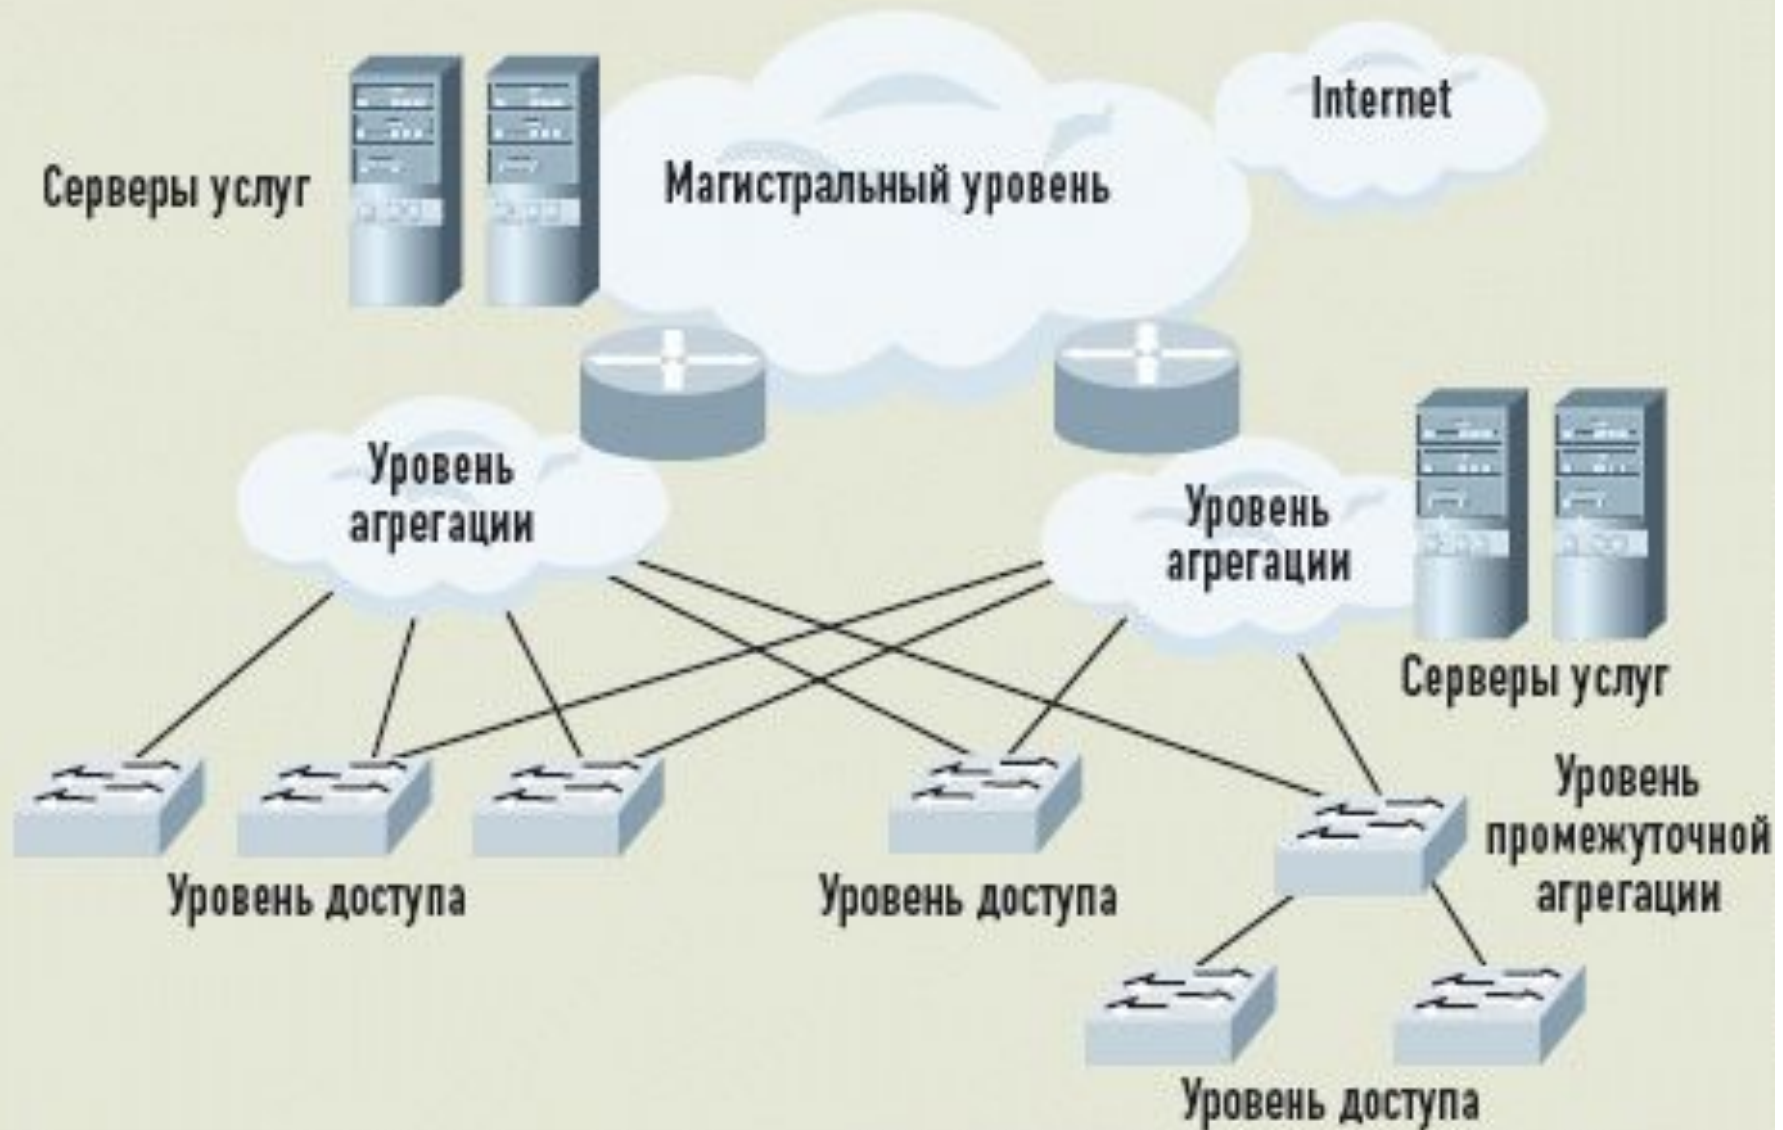 Internet
Серверы услуг
Магистральный уровень
Уровень
агрегации
Уровень
агрегации
Серверы услуг
Уровень
промежуточной
агрегации
Уровень доступа
Уровень доступа
Уровень доступа